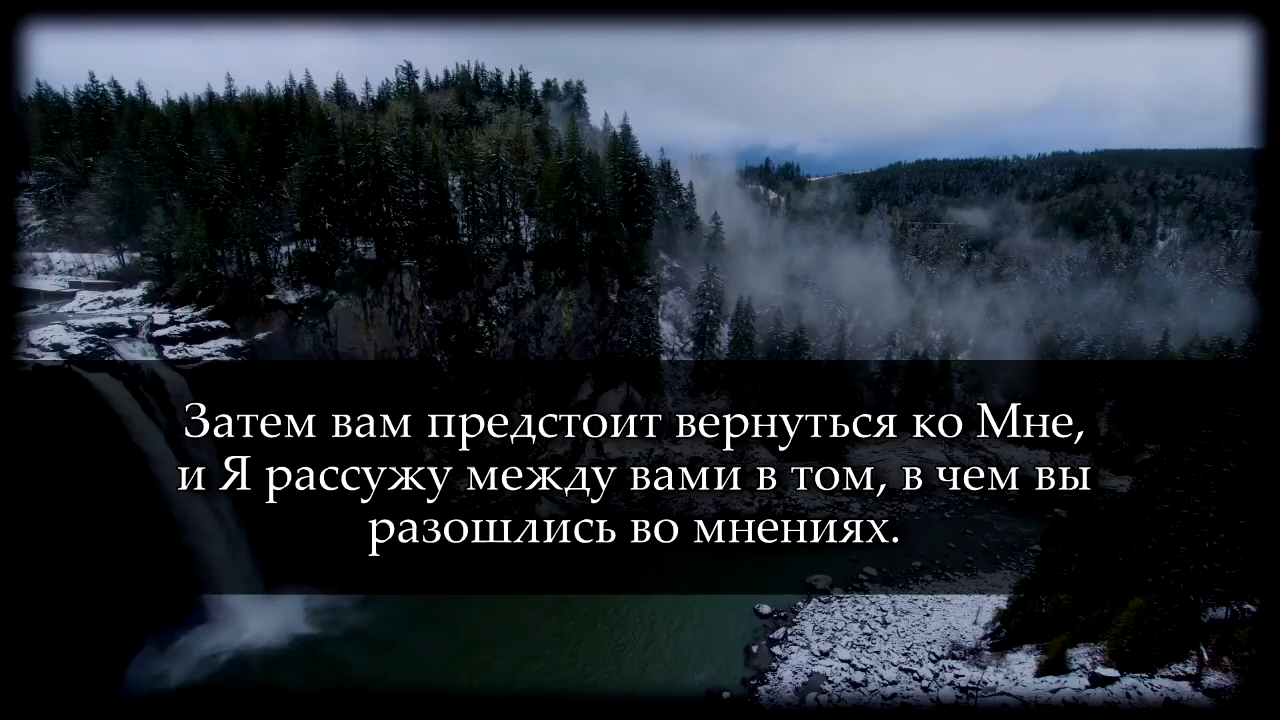 Затем вам предстоит вернуться ко Мне,
и Я рассужу между вами в том, в чем вы
разошлись во мнениях.